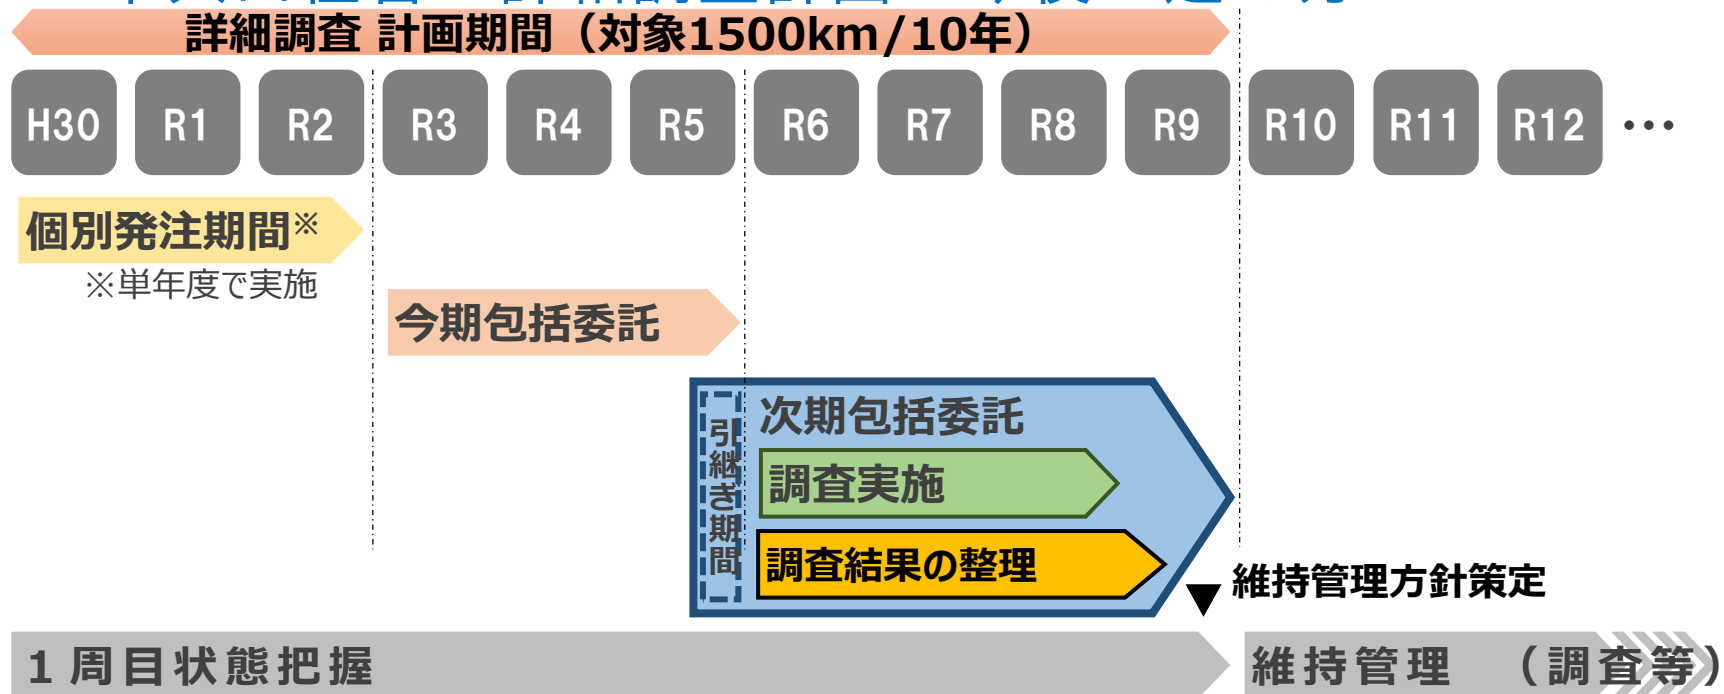 詳細調査 計画期間（対象1500km/10年）
H30 R1 R2 R3 R4 R5 R6 R7 R8 R9 R10 R11 R12 ･･･
個別発注期間※
※単年度で実施
今期包括委託
引継ぎ期間
次期包括委託
調査実施
調査結果の整理
▼維持管理方針策定
1周目状態把握
維持管理 （調査等）